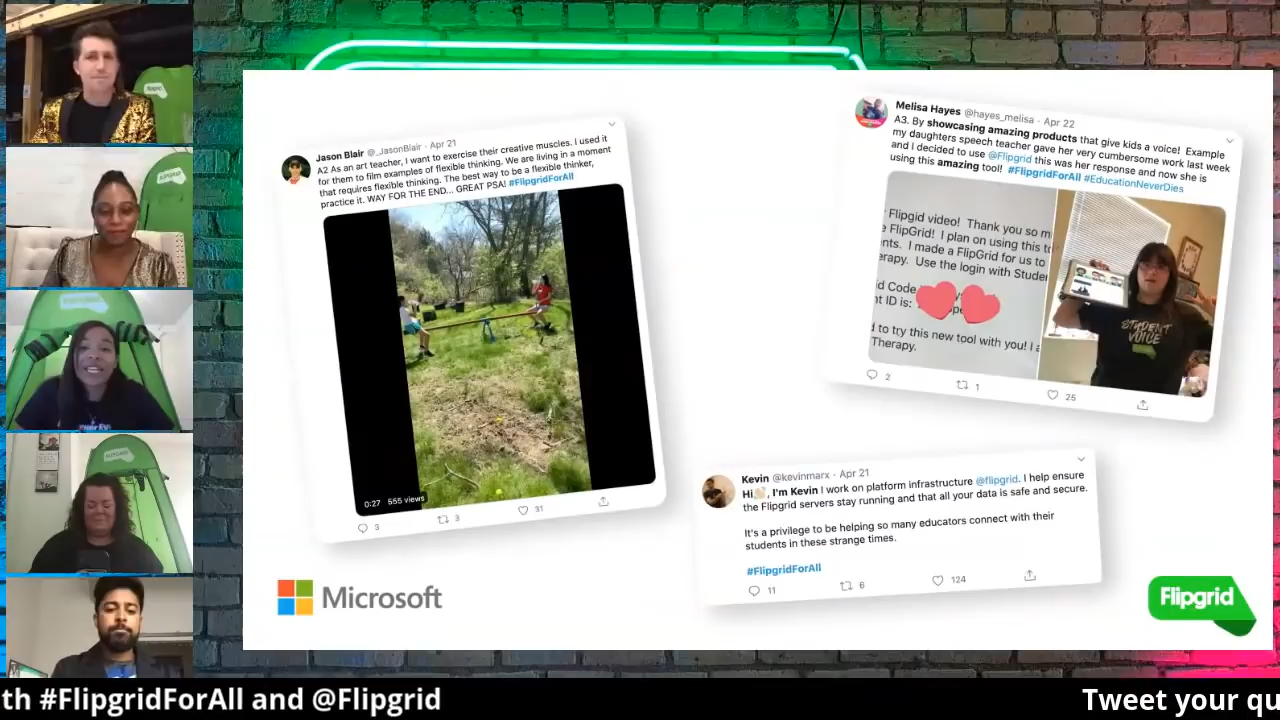 Jason Blair @_JasonBlair · Apr 21
A2 As an art teacher, I want to exercise their creative muscles. I used it
for them to film examples of flexible thinking. We are living in a moment
that requires flexible thinking. The best way to be a flexible thinker,
practice it. WAY FOR THE END... GREAT PSA! #FlipgridForAll
0:27 555 views
3
3
31
Melisa Hayes @hayes_melisa · Apr 22
A3. By showcasing amazing products that give kids a voice! Example
my daughters speech teacher gave her very cumbersome work last week
and I decided to use @Flipgrid this was her response and now she is
using this amazing tool! #FlipgridForAll #EducationNeverDies
Flipgid video! Thank you so m
FlipGrid! I plan on using this to
nts. I made a FlipGrid for us to
erapy. Use the login with Stude
d Code
t ID is:
d to try this new tool with you! I
Therapy.
STUDENT
VOICE
2
1
25
Kevin @kevinmarx · Apr 21
Hi👋, I'm Kevin I work on platform infrastructure @flipgrid. I help ensure
the Flipgrid servers stay running and that all your data is safe and secure.
It's a privilege to be helping so many educators connect with their
students in these strange times.
#FlipgridForAll
11
6
124
Microsoft
Flipgrid
th #FlipgridForAll and @Flipgrid
Tweet your qu